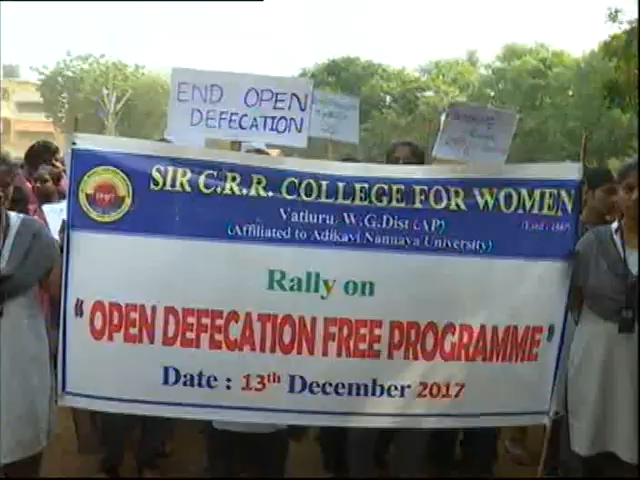 END OPEN
DEFECATION
SIR C.R.R. COLLEGE FOR WOMEN
Vatluru, W.G.Dist (AP)
(Affiliated to Adikavi Nannaya University)
Rally on
"OPEN DEFECATION FREE PROGRAMME"
Date : 13th December 2017